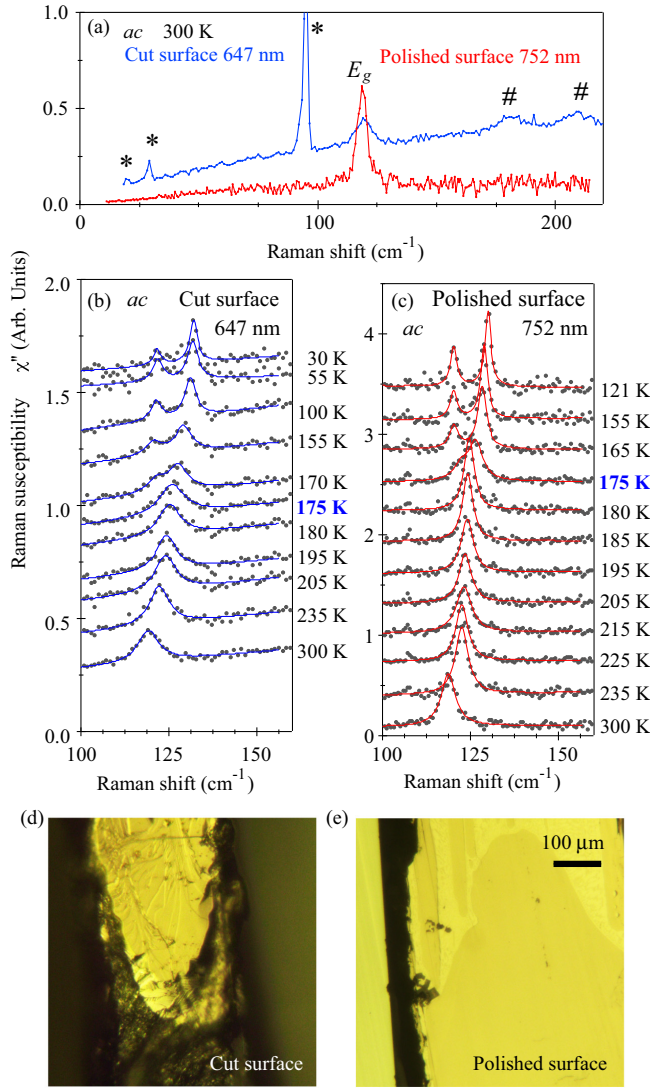 (a) ac 300 K
*
Cut surface 647 nm
Polished surface 752 nm
E_g
# #
* *
1.0
0.5
0.0
0 100 200
Raman shift (cm⁻¹)
Raman susceptibility χ'' (Arb. Units)
(b) ac Cut surface
647 nm
2.0
1.5
1.0
0.5
0.0
30 K
55 K
100 K
155 K
170 K
175 K
180 K
195 K
205 K
235 K
300 K
100 125 150
Raman shift (cm⁻¹)
(c) Polished surface
ac 752 nm
4
3
2
1
0
121 K
155 K
165 K
175 K
180 K
185 K
195 K
205 K
215 K
225 K
235 K
300 K
100 125 150
Raman shift (cm⁻¹)
(d)
Cut surface
(e)
100 μm
Polished surface